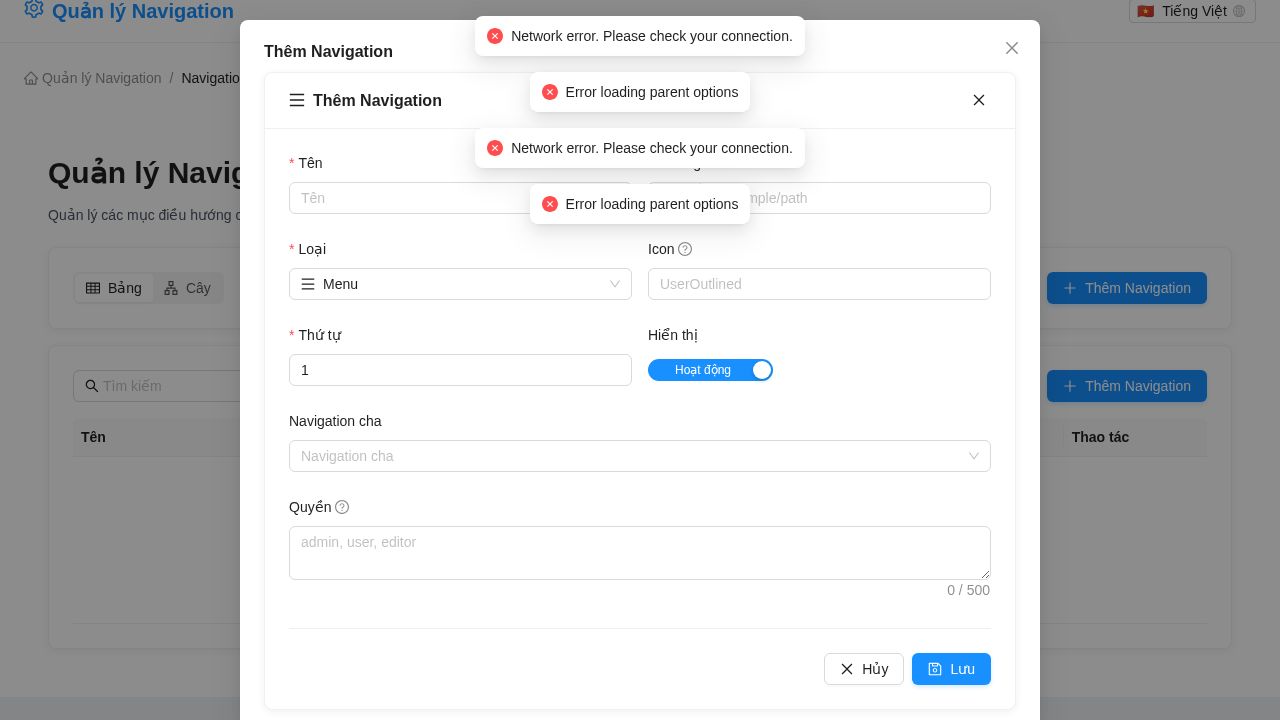 Quản lý Navigation
Tiếng Việt
Network error. Please check your connection.
Thêm Navigation
Quản lý Navigation / Navigatio
Error loading parent options
Thêm Navigation
Network error. Please check your connection.
* Tên
Quản lý Navig
Tên
mple/path
Error loading parent options
Quản lý các mục điều hướng c
* Loại
Icon
Bảng
Cây
Menu
UserOutlined
Thêm Navigation
* Thứ tự
Hiển thị
1
Hoạt động
Tìm kiếm
Thêm Navigation
Navigation cha
Tên
Thao tác
Navigation cha
Quyền
admin, user, editor
0 / 500
Hủy
Lưu